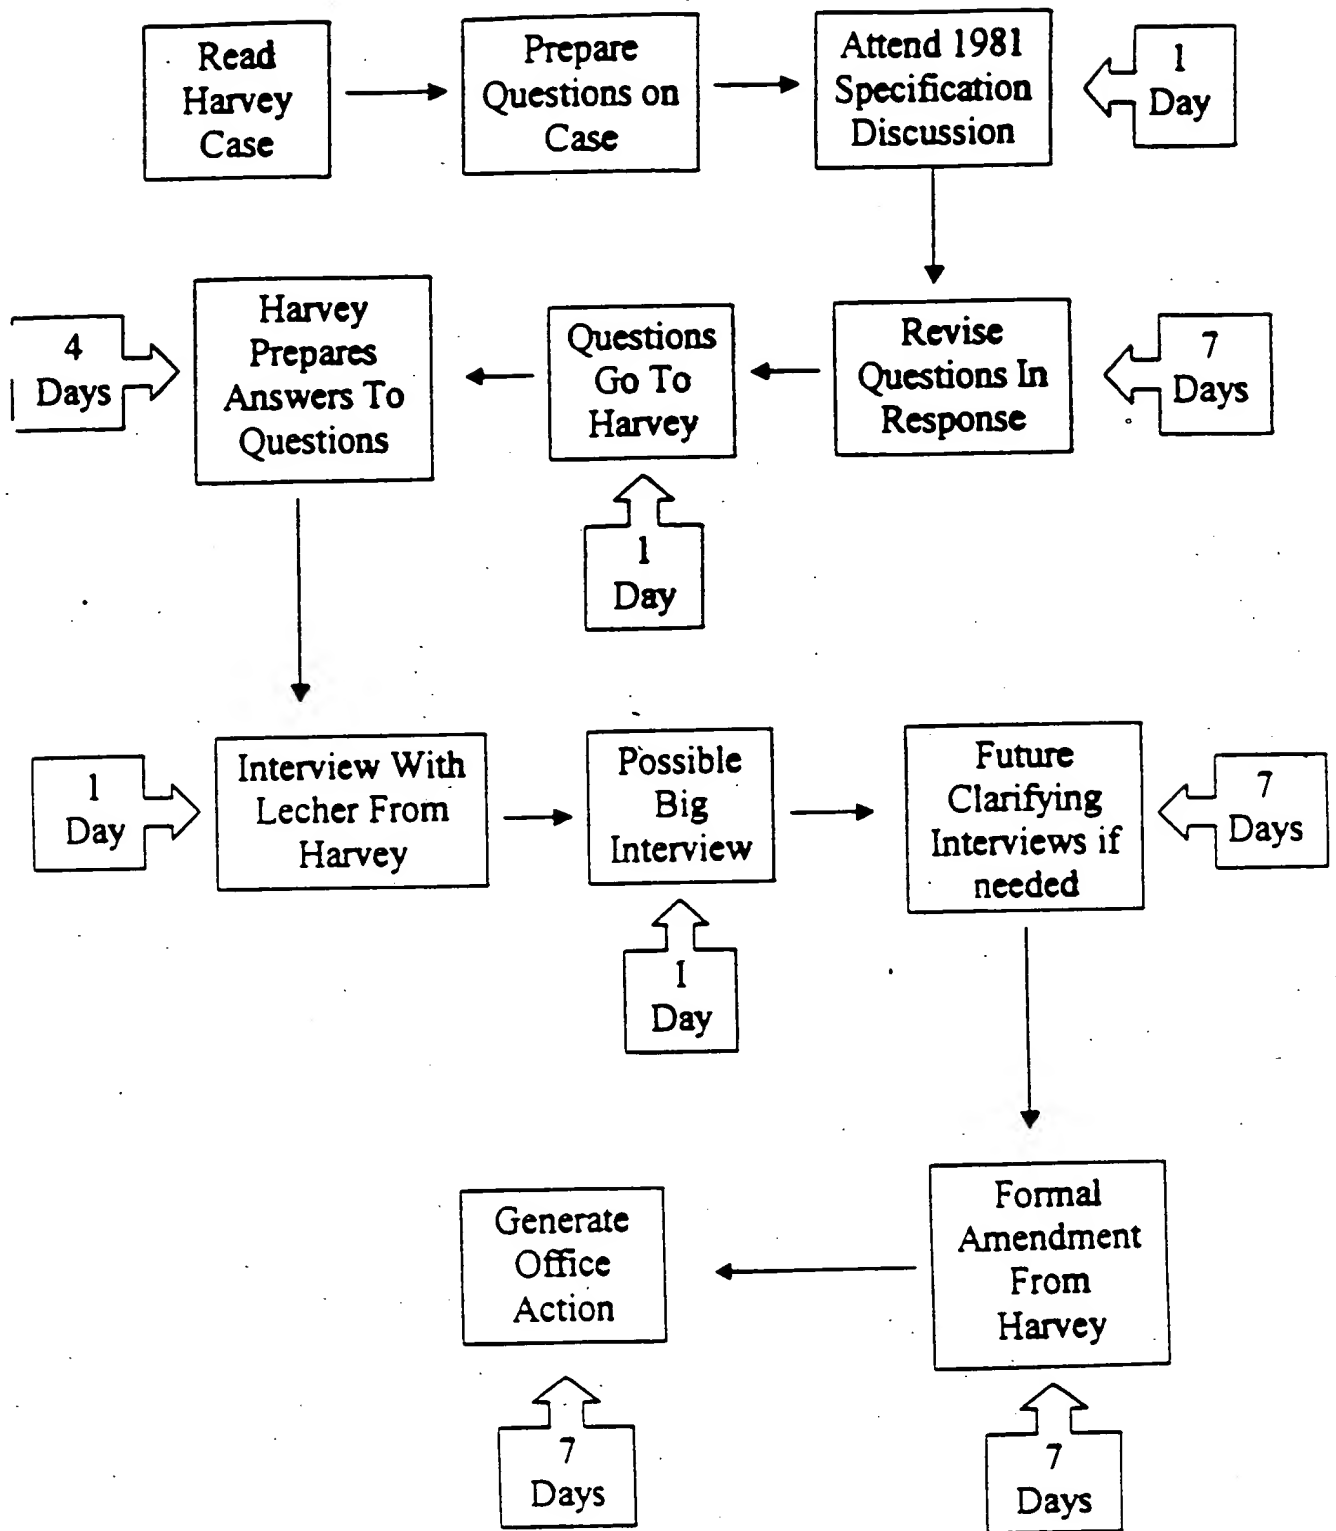 Read
Harvey
Case
Prepare
Questions on
Case
Attend 1981
Specification
Discussion
1
Day
4
Days
Harvey
Prepares
Answers To
Questions
Questions
Go To
Harvey
1
Day
Revise
Questions In
Response
7
Days
1
Day
Interview With
Lecher From
Harvey
Possible
Big
Interview
1
Day
Future
Clarifying
Interviews if
needed
7
Days
Generate
Office
Action
7
Days
Formal
Amendment
From
Harvey
7
Days